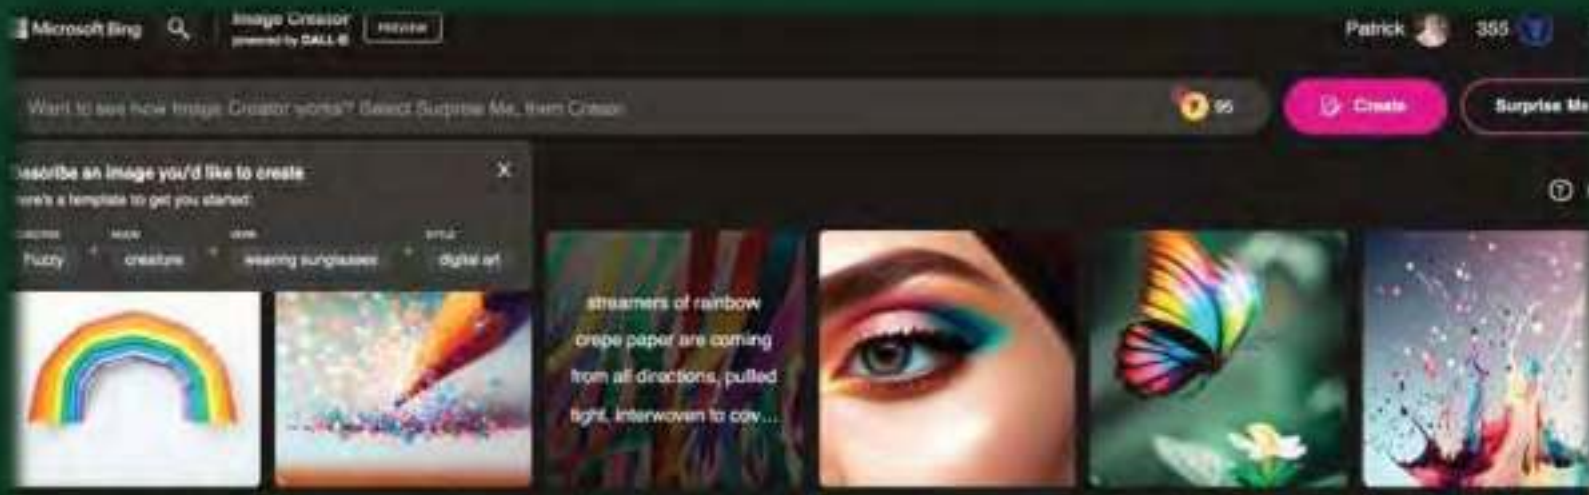 Microsoft Bing
Image Creator
powered by DALL·E
PREVIEW
Patrick
355
Want to see how Image Creator works? Select Surprise Me, then Create
95
Create
Surprise Me
Describe an image you'd like to create
Here's a template to get you started:
fuzzy + creature + wearing sunglasses + digital art
streamers of rainbow
crepe paper are coming
from all directions, pulled
tight, interwoven to cov...